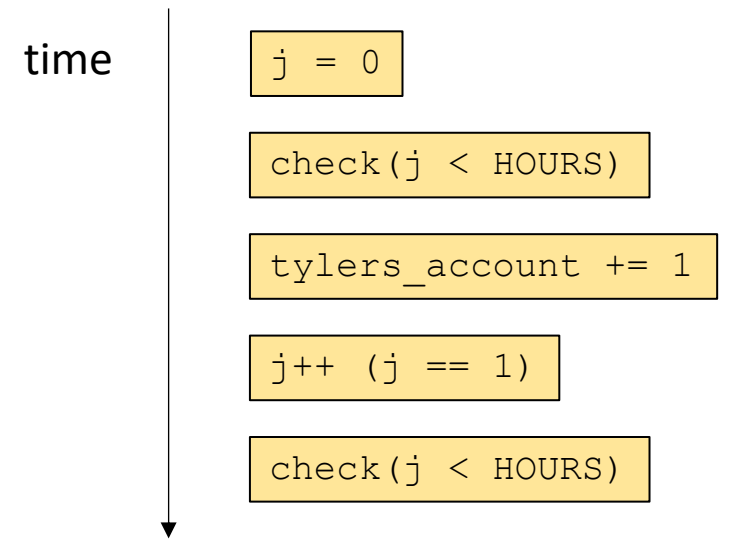 time
j = 0
check(j < HOURS)
tylers_account += 1
j++ (j == 1)
check(j < HOURS)